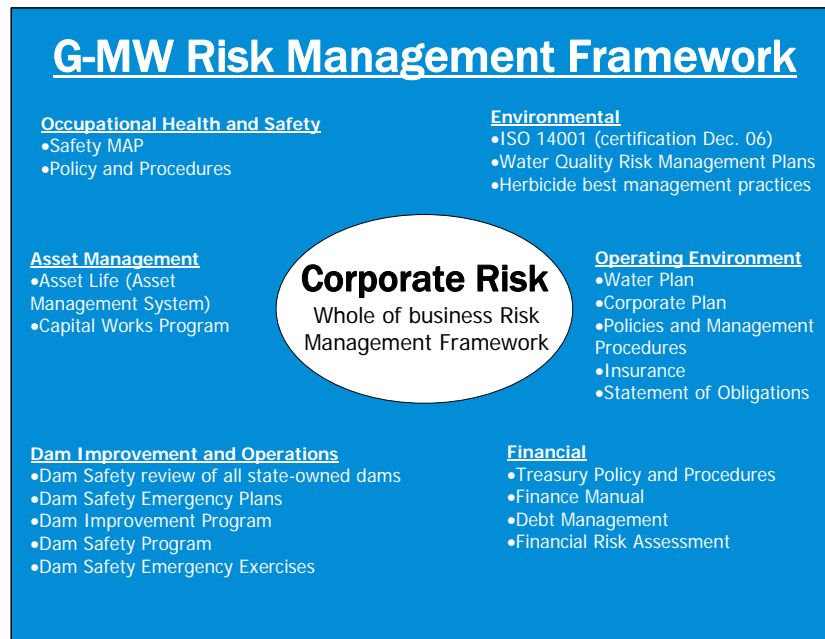 G-MW Risk Management Framework
Occupational Health and Safety
•Safety MAP
•Policy and Procedures
Environmental
•ISO 14001 (certification Dec. 06)
•Water Quality Risk Management Plans
•Herbicide best management practices
Asset Management
•Asset Life (Asset
Management System)
•Capital Works Program
Corporate Risk
Whole of business Risk
Management Framework
Operating Environment
•Water Plan
•Corporate Plan
•Policies and Management
Procedures
•Insurance
•Statement of Obligations
Dam Improvement and Operations
•Dam Safety review of all state-owned dams
•Dam Safety Emergency Plans
•Dam Improvement Program
•Dam Safety Program
•Dam Safety Emergency Exercises
Financial
•Treasury Policy and Procedures
•Finance Manual
•Debt Management
•Financial Risk Assessment